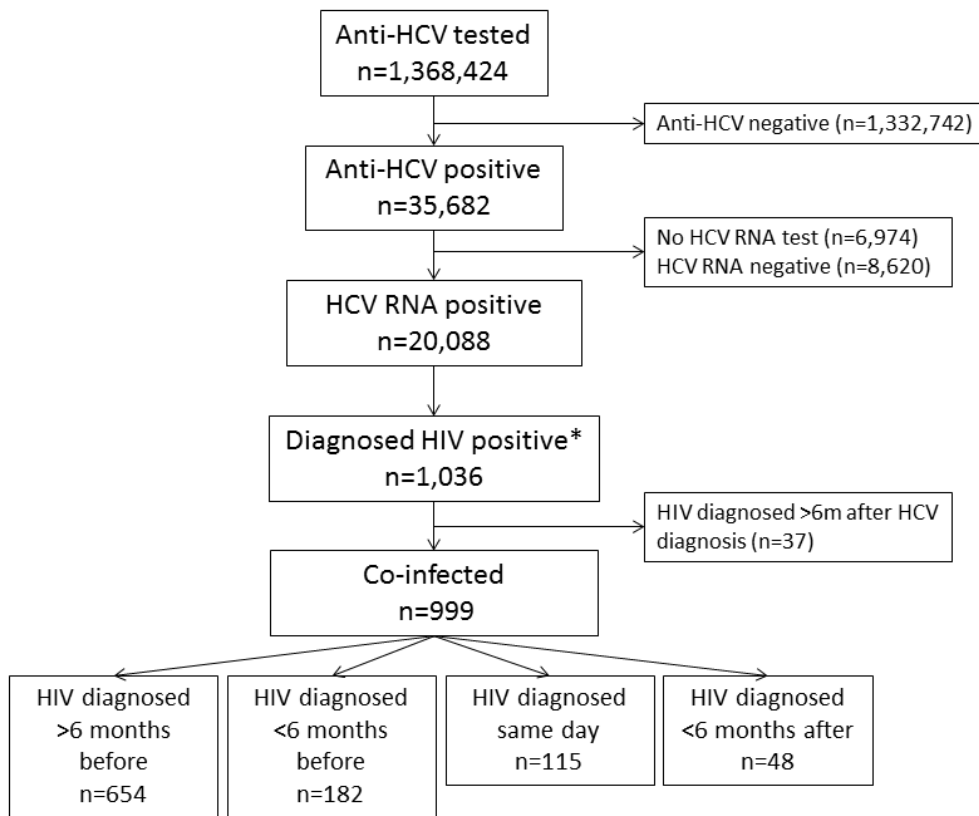 Anti-HCV tested
n=1,368,424
Anti-HCV negative (n=1,332,742)
Anti-HCV positive
n=35,682
No HCV RNA test (n=6,974)
HCV RNA negative (n=8,620)
HCV RNA positive
n=20,088
Diagnosed HIV positive*
n=1,036
HIV diagnosed >6m after HCV
diagnosis (n=37)
Co-infected
n=999
HIV diagnosed
>6 months
before
n=654
HIV diagnosed
<6 months
before
n=182
HIV diagnosed
same day
n=115
HIV diagnosed
<6 months after
n=48